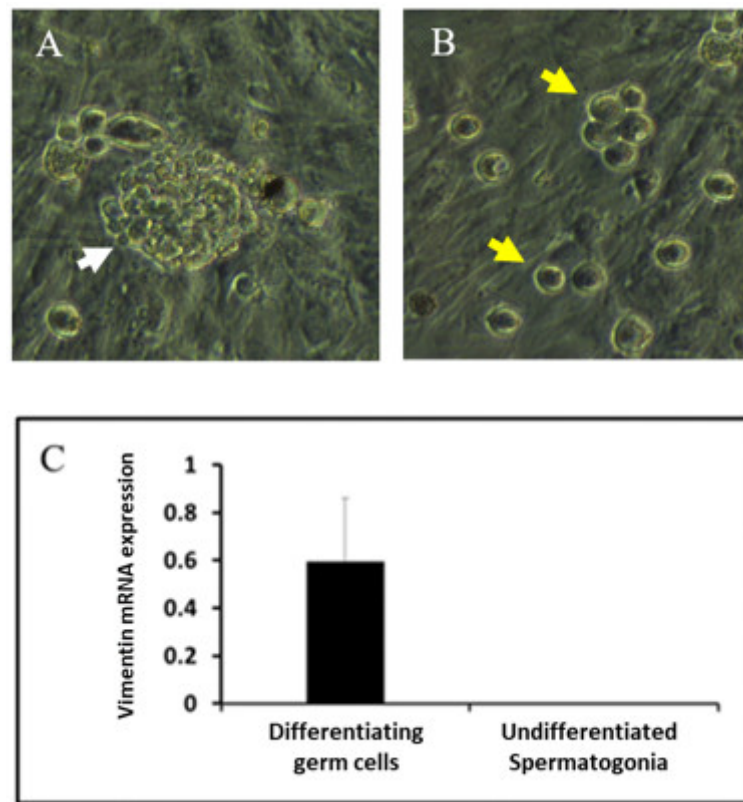 A
B
C
Vimentin mRNA expression
1
0.8
0.6
0.4
0.2
0
Differentiating
germ cells
Undifferentiated
Spermatogonia